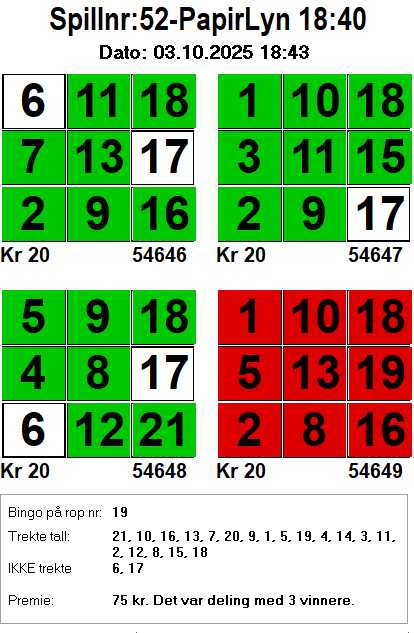 Spillnr:52-PapirLyn 18:40
Dato: 03.10.2025 18:43
6 11 18 1 10 18
7 13 17 3 11 15
2 9 16 2 9 17
Kr 20 54646 Kr 20 54647
5 9 18 1 10 18
4 8 17 5 13 19
6 12 21 2 8 16
Kr 20 54648 Kr 20 54649
Bingo på rop nr: 19
Trekte tall: 21, 10, 16, 13, 7, 20, 9, 1, 5, 19, 4, 14, 3, 11,
2, 12, 8, 15, 18
IKKE trekte 6, 17
Premie: 75 kr. Det var deling med 3 vinnere.